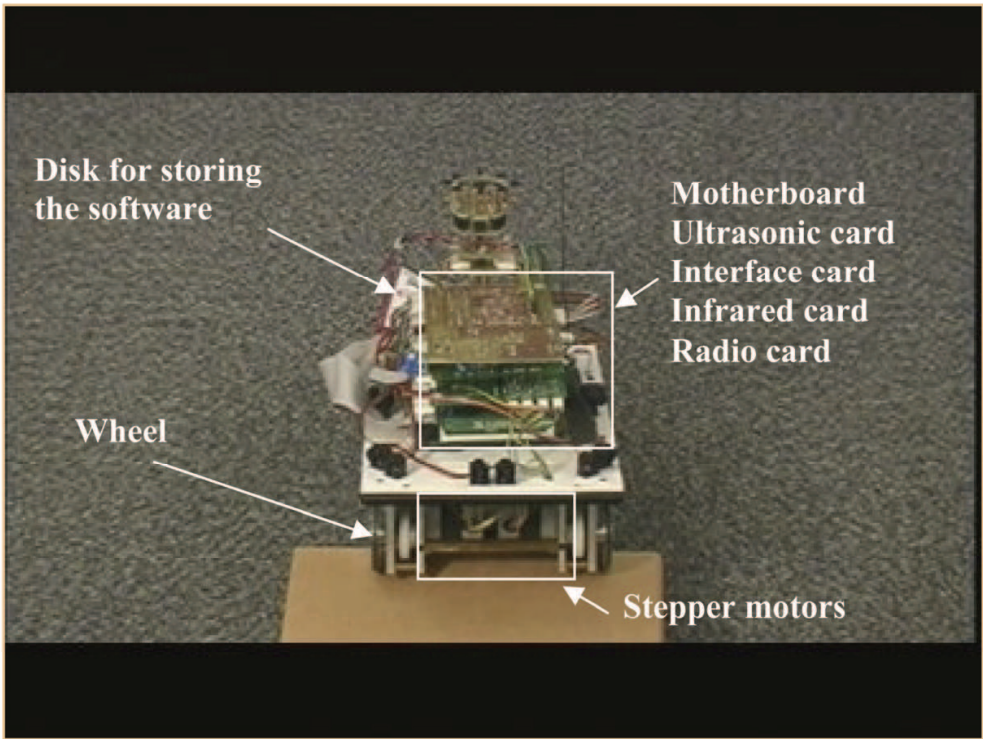 Disk for storing
the software
Motherboard
Ultrasonic card
Interface card
Infrared card
Radio card
Wheel
Stepper motors